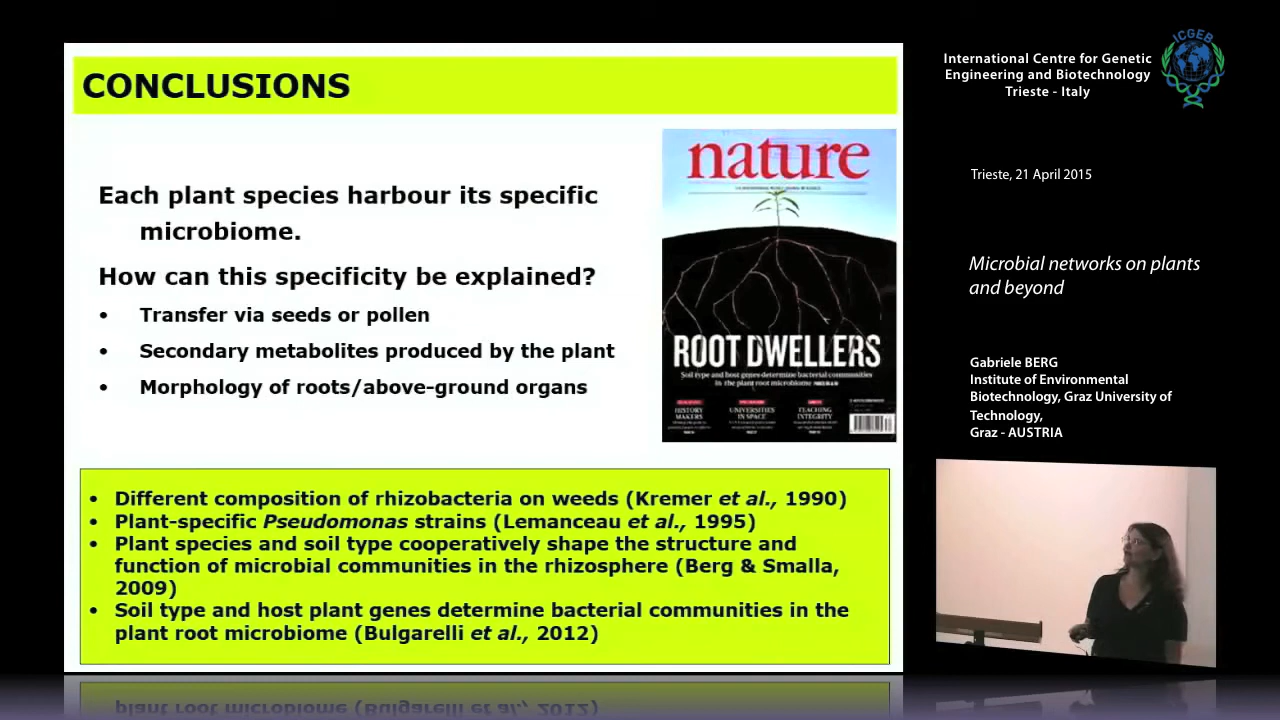 CONCLUSIONS
Each plant species harbour its specific
microbiome.
How can this specificity be explained?
• Transfer via seeds or pollen
• Secondary metabolites produced by the plant
• Morphology of roots/above-ground organs
nature
ROOT DWELLERS
Soil type and host genes determine bacterial communities
in the plant root microbiome
HISTORY
MAKERS
UNIVERSITIES
IN SPACE
TEACHING
INTEGRITY
• Different composition of rhizobacteria on weeds (Kremer et al., 1990)
• Plant-specific Pseudomonas strains (Lemanceau et al., 1995)
• Plant species and soil type cooperatively shape the structure and
function of microbial communities in the rhizosphere (Berg & Smalla,
2009)
• Soil type and host plant genes determine bacterial communities in the
plant root microbiome (Bulgarelli et al., 2012)
International Centre for Genetic
Engineering and Biotechnology
Trieste - Italy
ICGEB
Trieste, 21 April 2015
Microbial networks on plants
and beyond
Gabriele BERG
Institute of Environmental
Biotechnology, Graz University of
Technology,
Graz - AUSTRIA